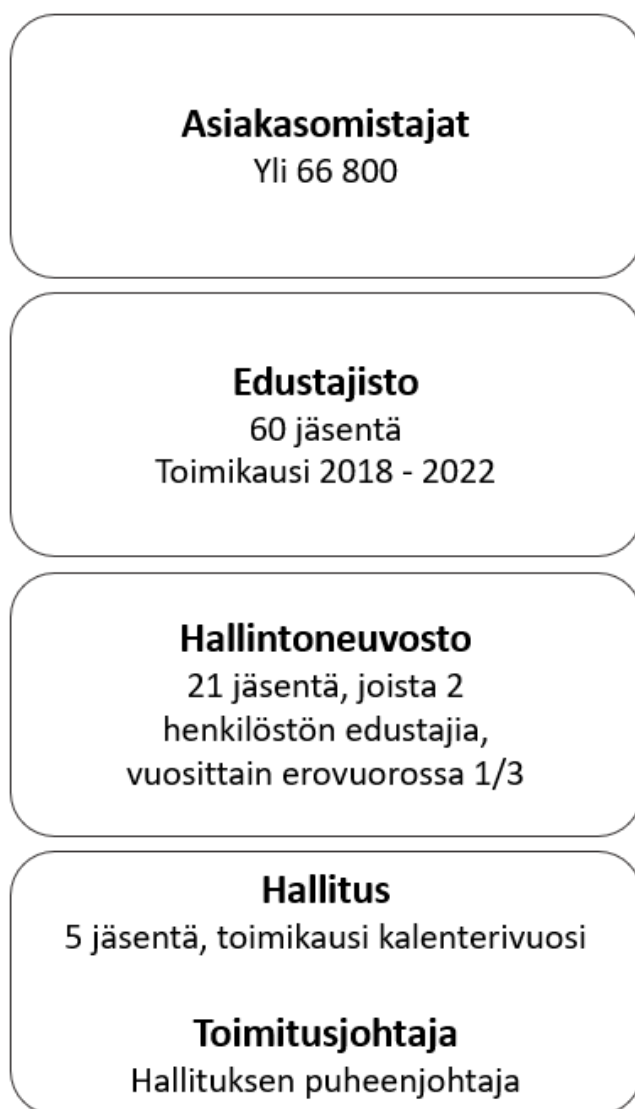 Asiakasomistajat
Yli 66 800
Edustajisto
60 jäsentä
Toimikausi 2018 - 2022
Hallintoneuvosto
21 jäsentä, joista 2
henkilöstön edustajia,
vuosittain erovuorossa 1/3
Hallitus
5 jäsentä, toimikausi kalenterivuosi
Toimitusjohtaja
Hallituksen puheenjohtaja